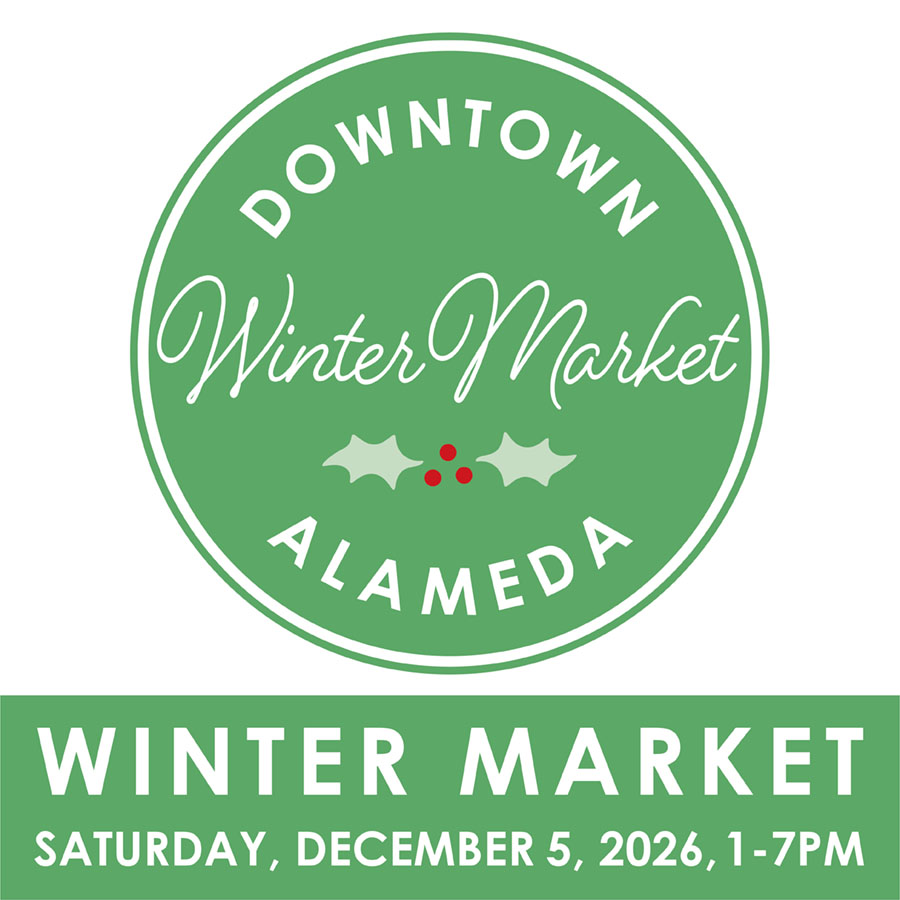 DOWNTOWN
Winter Market
ALAMEDA
WINTER MARKET
SATURDAY, DECEMBER 5, 2026, 1-7PM